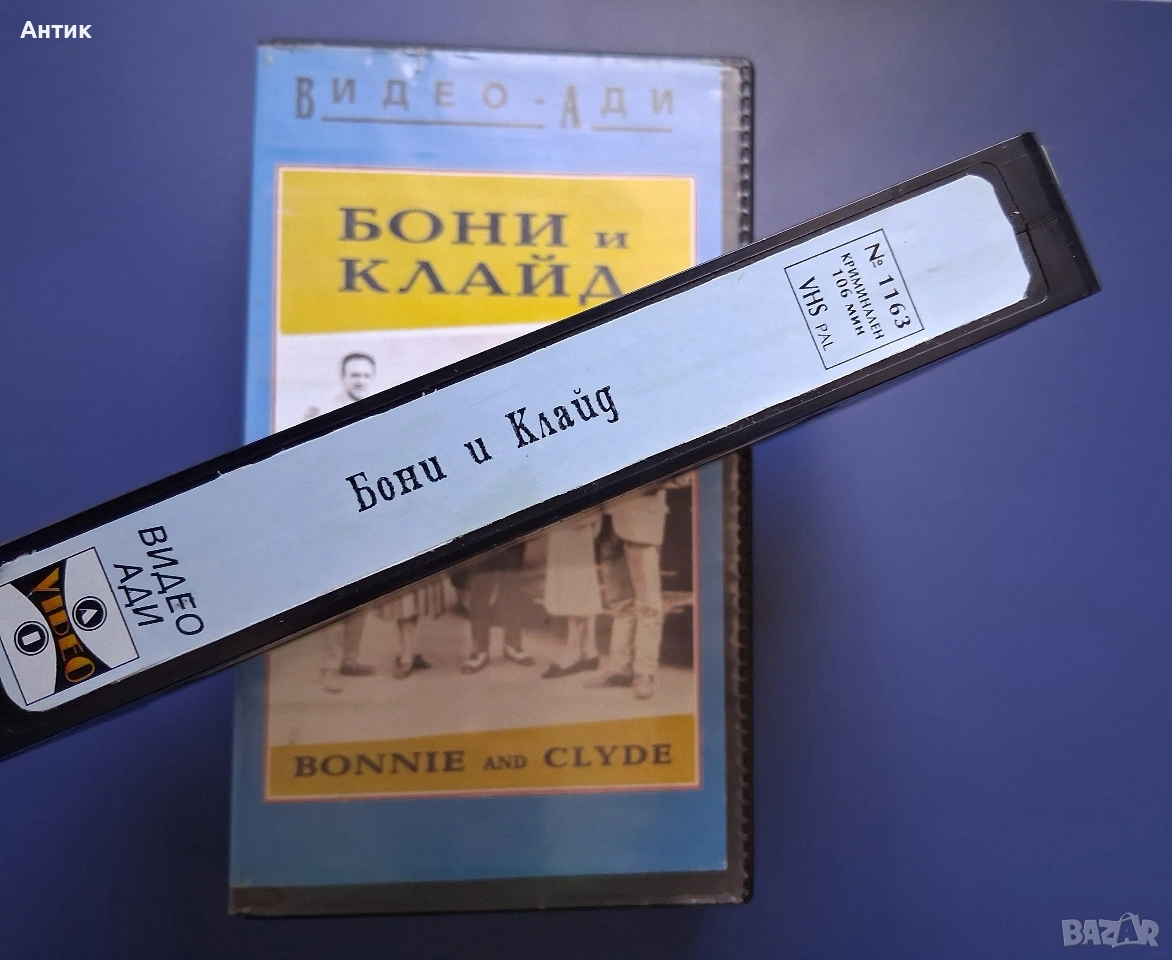 Антик
ВИДЕО-АДИ
БОНИ и
КЛАЙД
№ 1163
КРИМИНАЛЕН
106 МИН
VHS PAL
Бони и Клайд
ВИДЕО
АДИ
VIDEO
BONNIE AND CLYDE
BAZAR